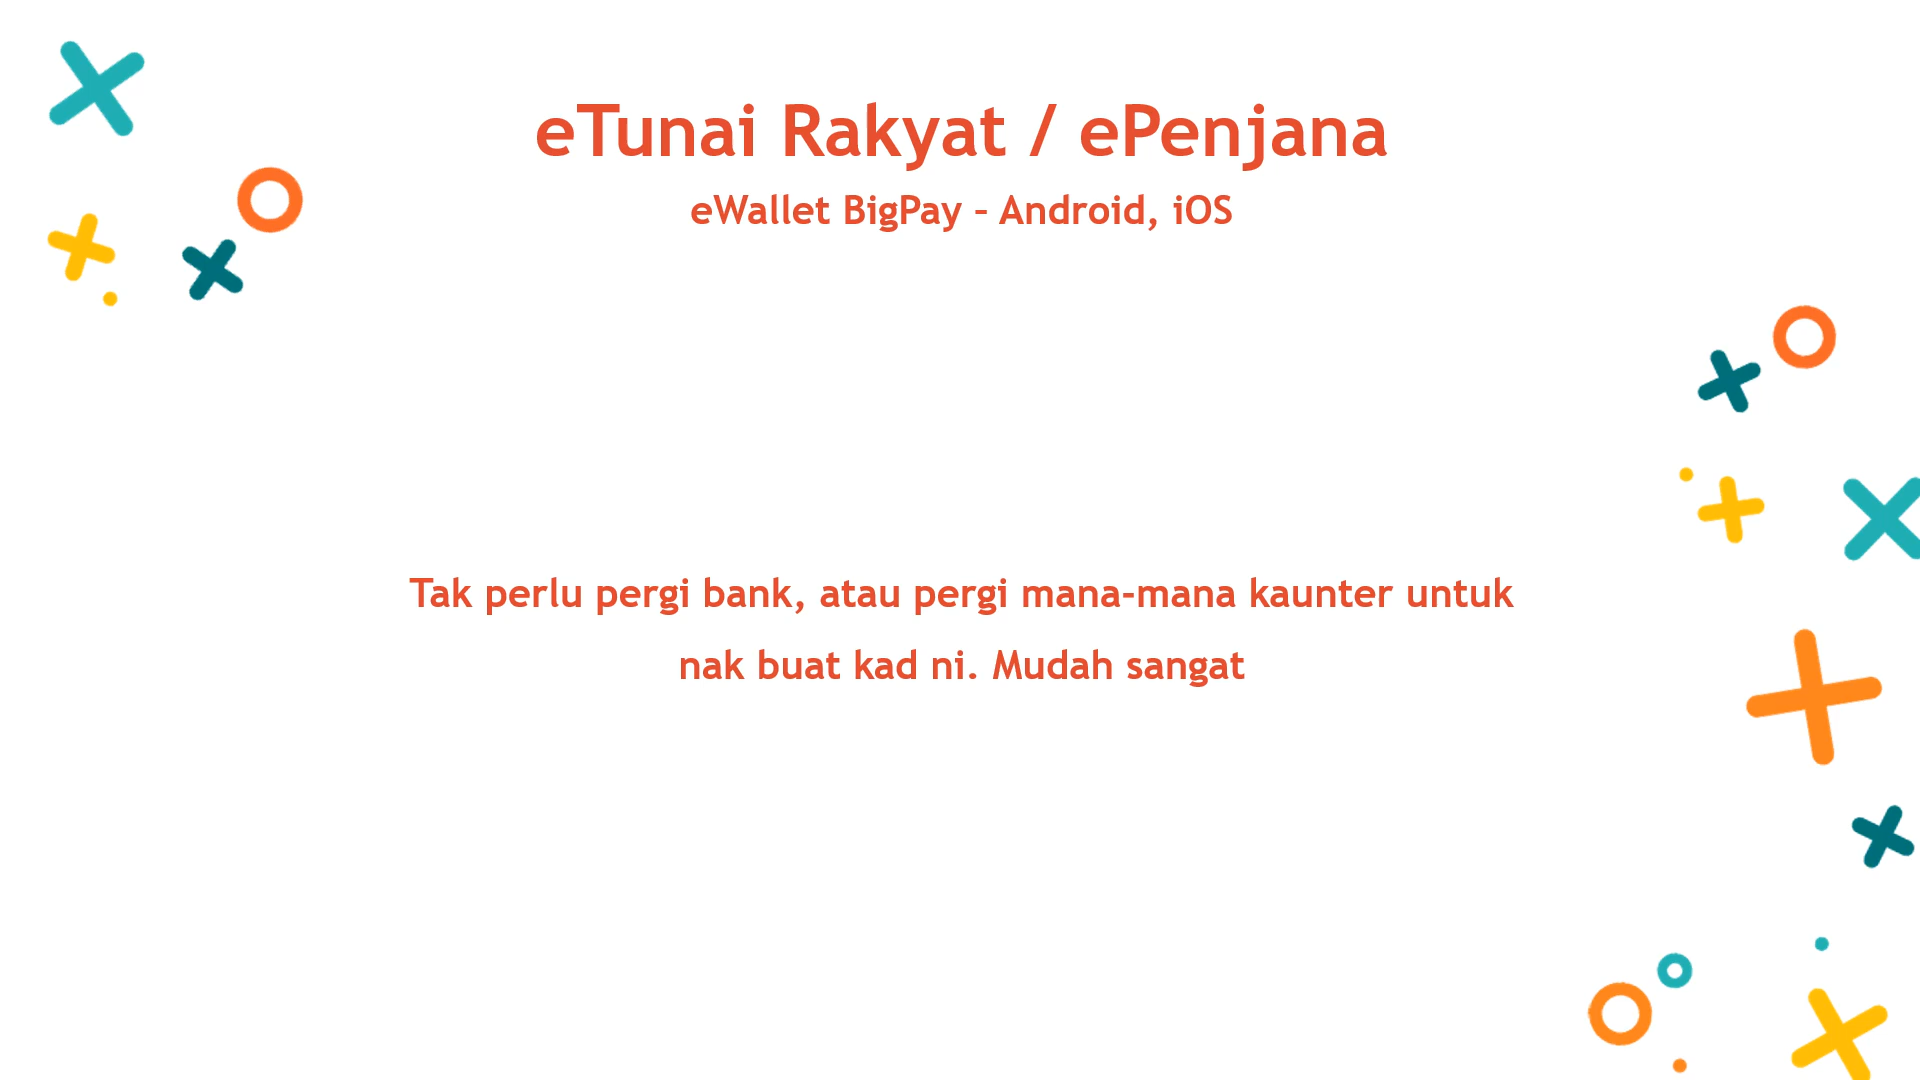 eTunai Rakyat / ePenjana
eWallet BigPay – Android, iOS
Tak perlu pergi bank, atau pergi mana-mana kaunter untuk
nak buat kad ni. Mudah sangat